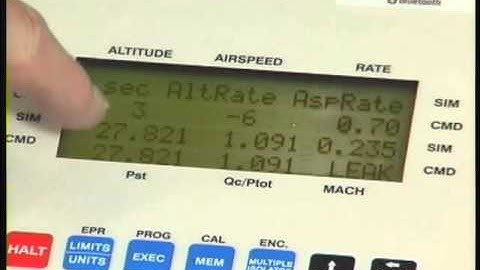 Bluetooth
ALTITUDE AIRSPEED RATE
sec AltRate AspRate
SIM 3 -6 0.70 SIM
CMD 27.821 1.091 0.235 CMD
27.821 1.091 LEAK SIM
CMD
Pst Qc/Ptot MACH
EPR PROG CAL ENC.
HALT LIMITS UNITS EXEC MEM MULTIPLE